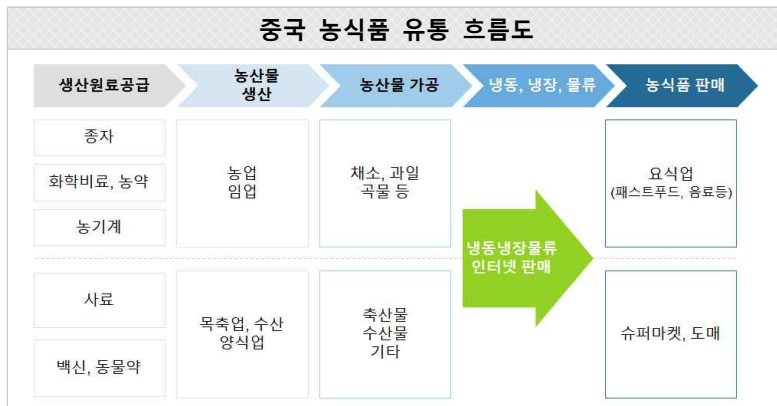 중국 농식품 유통 흐름도
생산원료공급
농산물
생산
농산물 가공
냉동, 냉장, 물류
농식품 판매
종자
화학비료, 농약
농기계
농업
임업
채소, 과일
곡물 등
요식업
(패스트푸드, 음료등)
냉동냉장물류
인터넷 판매
사료
백신, 동물약
목축업, 수산
양식업
축산물
수산물
기타
슈퍼마켓, 도매